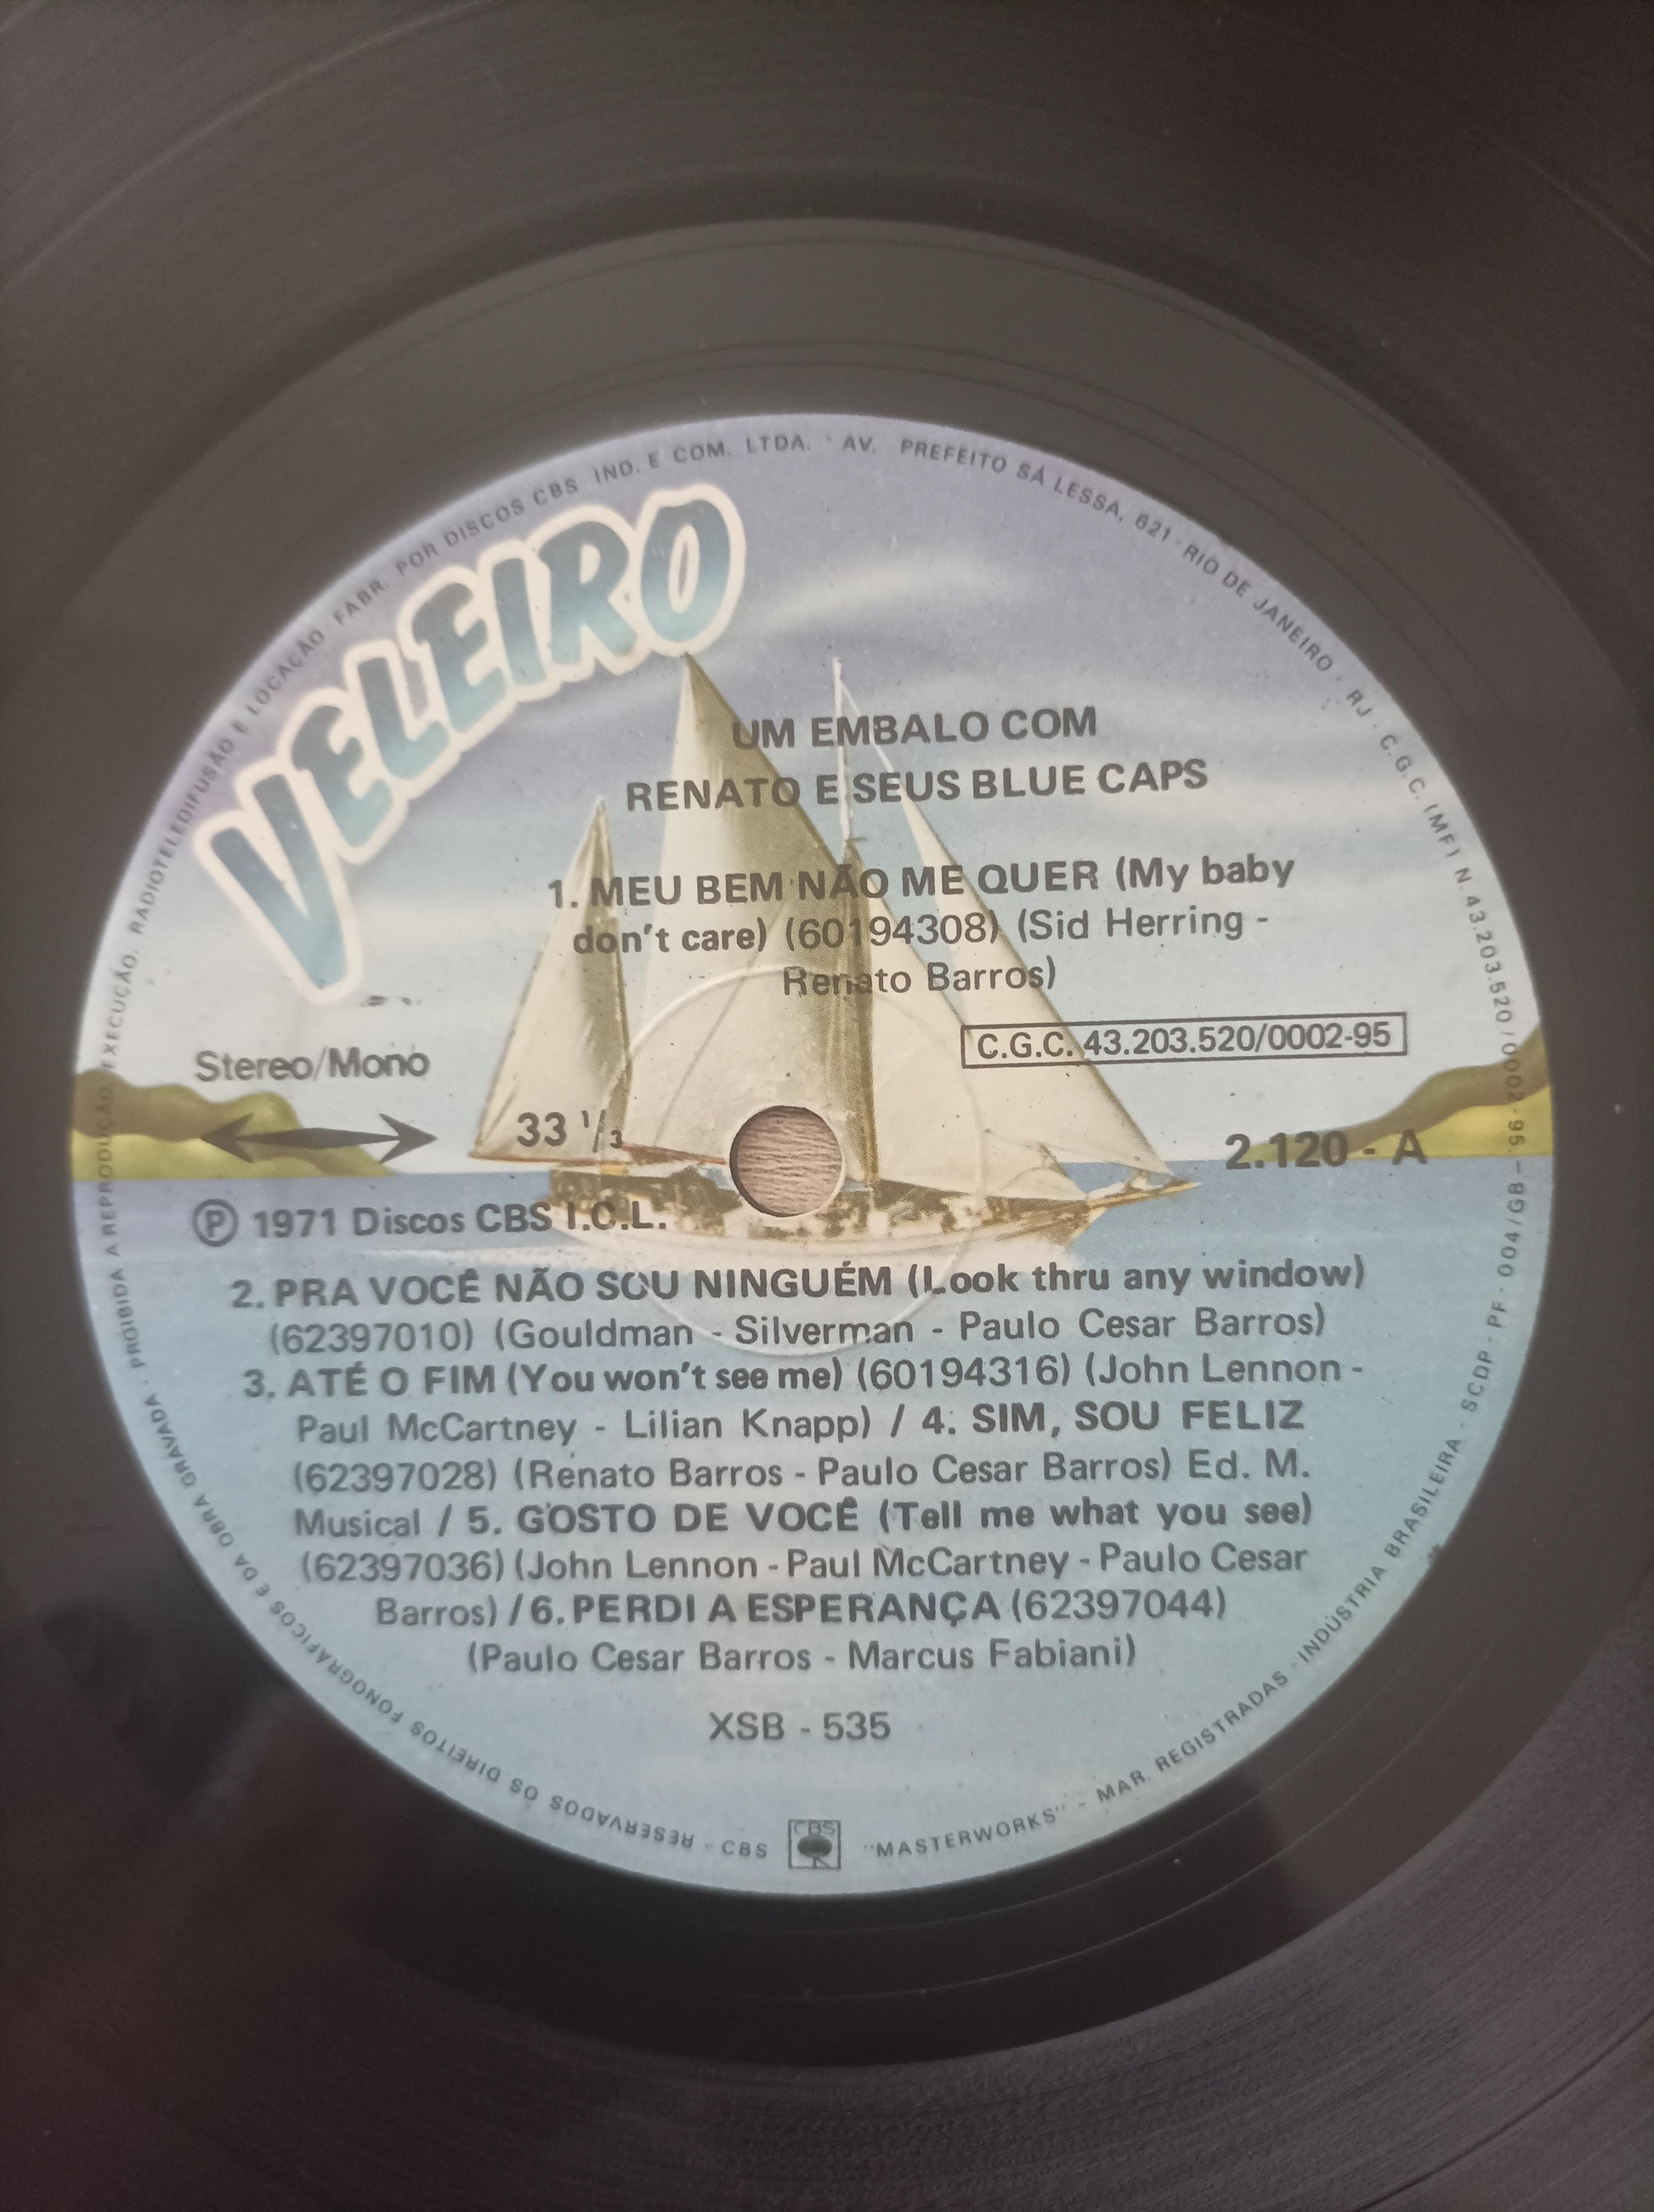 VELEIRO
UM EMBALO COM
RENATO E SEUS BLUE CAPS
1. MEU BEM NÃO ME QUER (My baby
don't care) (60194308) (Sid Herring -
Renato Barros)
C.G.C. 43.203.520/0002-95
Stereo/Mono
33 1/3
2.120 - A
℗ 1971 Discos CBS I.C.L.
2. PRA VOCÊ NÃO SOU NINGUÉM (Look thru any window)
(62397010) (Gouldman - Silverman - Paulo Cesar Barros)
3. ATÉ O FIM (You won't see me) (60194316) (John Lennon -
Paul McCartney - Lilian Knapp) / 4. SIM, SOU FELIZ
(62397028) (Renato Barros - Paulo Cesar Barros) Ed. M.
Musical / 5. GOSTO DE VOCÊ (Tell me what you see)
(62397036) (John Lennon - Paul McCartney - Paulo Cesar
Barros) / 6. PERDI A ESPERANÇA (62397044)
(Paulo Cesar Barros - Marcus Fabiani)
XSB - 535
RESERVADOS OS DIREITOS FONOGRÁFICOS E DA OBRA GRAVADA · PROIBIDA A REPRODUÇÃO, EXECUÇÃO, RADIOTELEDIFUSÃO E LOCAÇÃO · FABR. POR DISCOS CBS IND. E COM. LTDA. · AV. PREFEITO SÁ LESSA, 621 · RIO DE JANEIRO · RJ · C.G.C. (MF) N. 43.203.520/0002-95 – SCDP · PF · 004/GB · INDÚSTRIA BRASILEIRA · MAR. REGISTRADAS - "MASTERWORKS" CBS · CBS